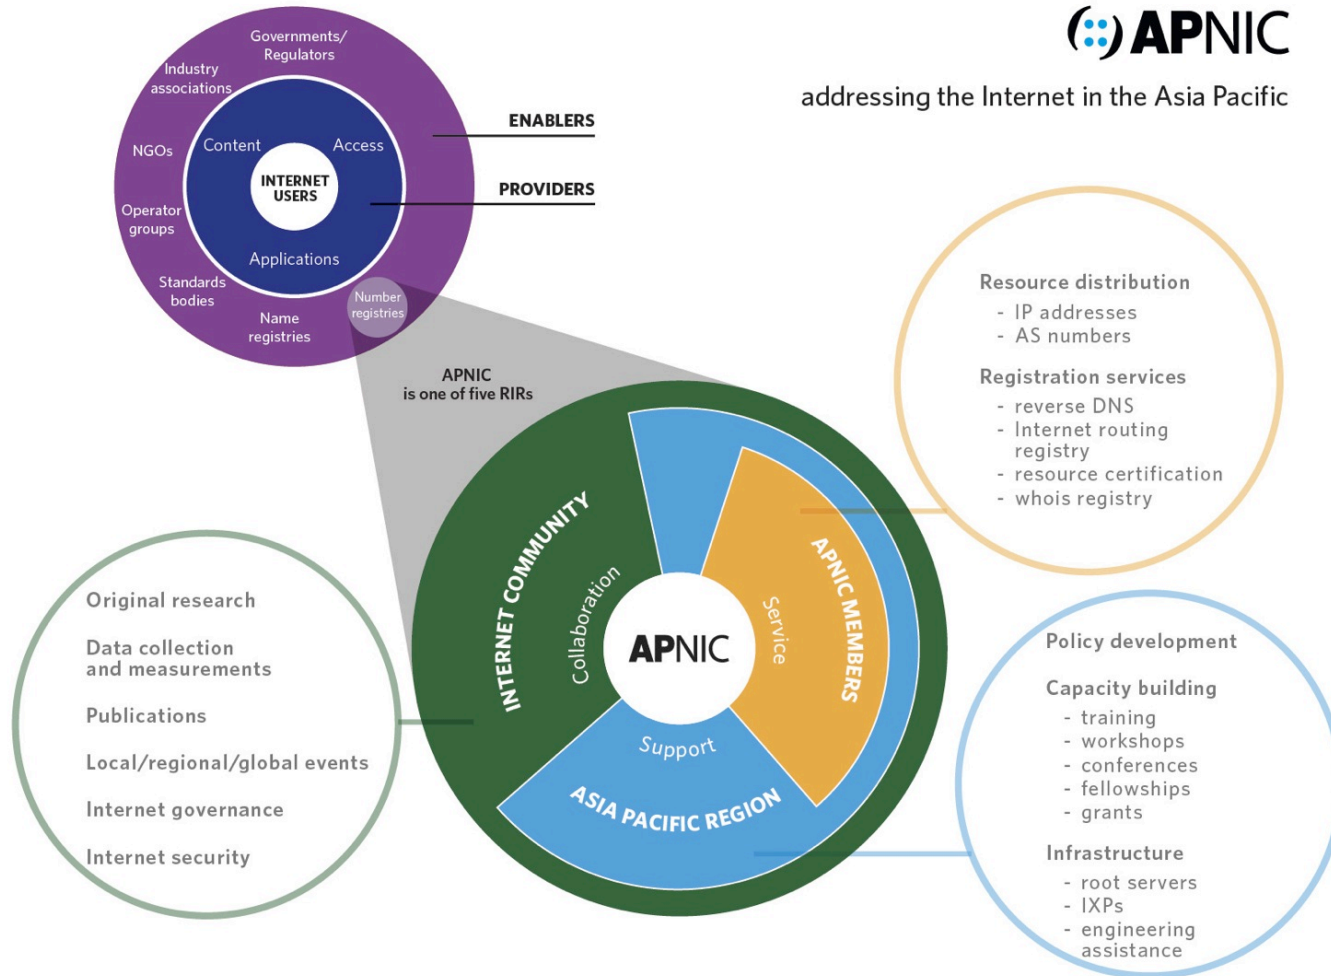 APNIC
addressing the Internet in the Asia Pacific
Governments/
Regulators
Industry
associations
NGOs
Operator
groups
Standards
bodies
Name
registries
Number
registries
Content
Access
Applications
INTERNET
USERS
ENABLERS
PROVIDERS
APNIC
is one of five RIRs
INTERNET COMMUNITY
Collaboration
APNIC
Service
APNIC MEMBERS
Support
ASIA PACIFIC REGION
Resource distribution
- IP addresses
- AS numbers
Registration services
- reverse DNS
- Internet routing
registry
- resource certification
- whois registry
Original research
Data collection
and measurements
Publications
Local/regional/global events
Internet governance
Internet security
Policy development
Capacity building
- training
- workshops
- conferences
- fellowships
- grants
Infrastructure
- root servers
- IXPs
- engineering
assistance